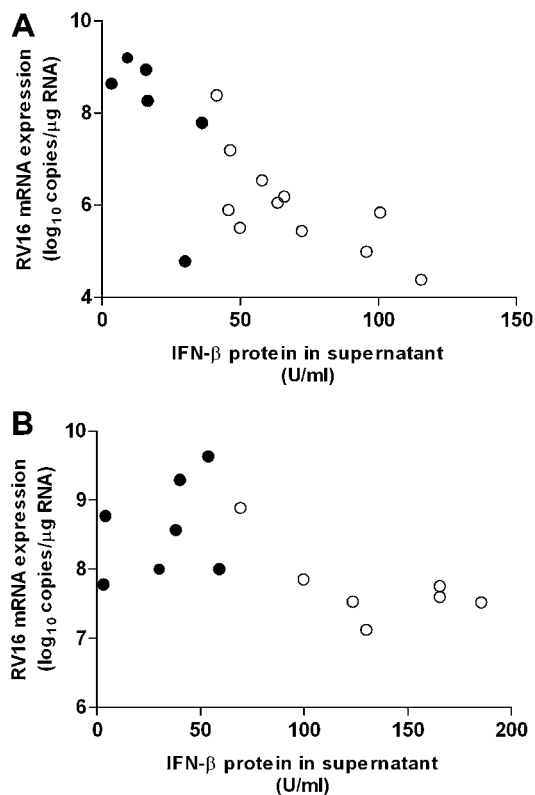 A
RV16 mRNA expression
(log10 copies/µg RNA)
10
8
6
4
0
50
100
150
IFN-β protein in supernatant
(U/ml)
B
RV16 mRNA expression
(log10 copies/µg RNA)
10
9
8
7
6
0
50
100
150
200
IFN-β protein in supernatant
(U/ml)